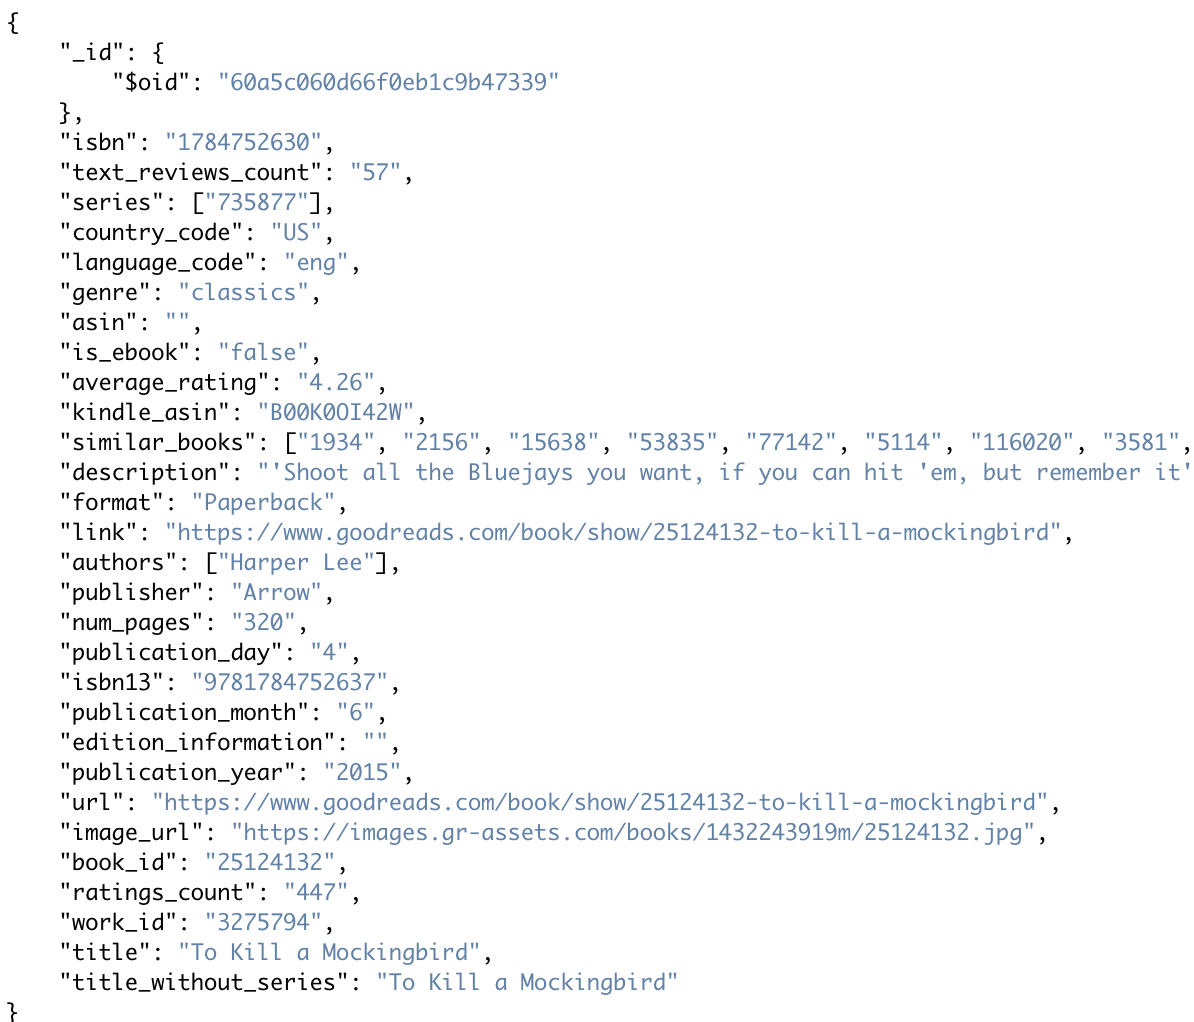 {
    "_id": {
        "$oid": "60a5c060d66f0eb1c9b47339"
    },
    "isbn": "1784752630",
    "text_reviews_count": "57",
    "series": ["735877"],
    "country_code": "US",
    "language_code": "eng",
    "genre": "classics",
    "asin": "",
    "is_ebook": "false",
    "average_rating": "4.26",
    "kindle_asin": "B00K0OI42W",
    "similar_books": ["1934", "2156", "15638", "53835", "77142", "5114", "116020", "3581",
    "description": "'Shoot all the Bluejays you want, if you can hit 'em, but remember it'
    "format": "Paperback",
    "link": "https://www.goodreads.com/book/show/25124132-to-kill-a-mockingbird",
    "authors": ["Harper Lee"],
    "publisher": "Arrow",
    "num_pages": "320",
    "publication_day": "4",
    "isbn13": "9781784752637",
    "publication_month": "6",
    "edition_information": "",
    "publication_year": "2015",
    "url": "https://www.goodreads.com/book/show/25124132-to-kill-a-mockingbird",
    "image_url": "https://images.gr-assets.com/books/1432243919m/25124132.jpg",
    "book_id": "25124132",
    "ratings_count": "447",
    "work_id": "3275794",
    "title": "To Kill a Mockingbird",
    "title_without_series": "To Kill a Mockingbird"
}